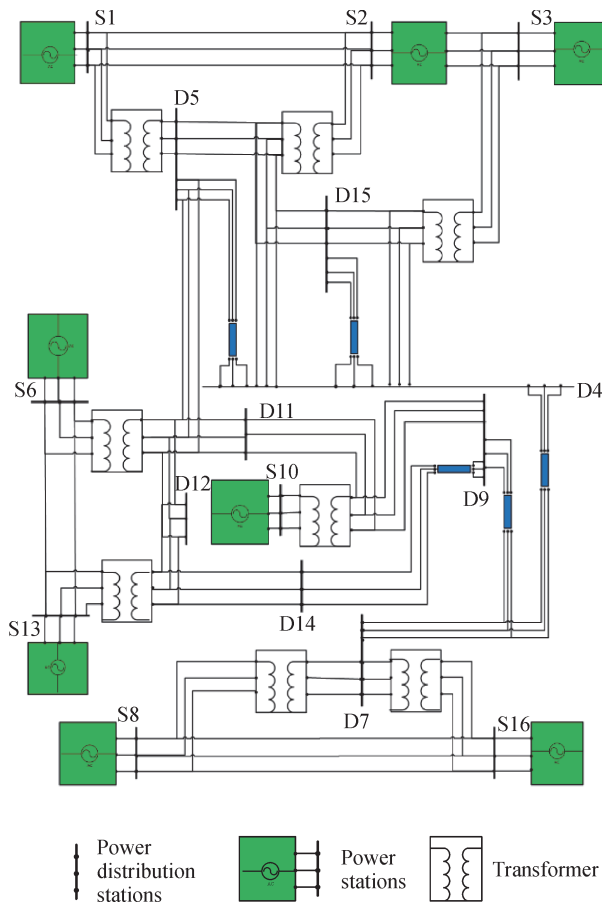 S1
S2
S3
D5
D15
S6
D4
D11
D12
S10
D9
S13
D14
D7
S8
S16
Power
distribution
stations
Power
stations
Transformer